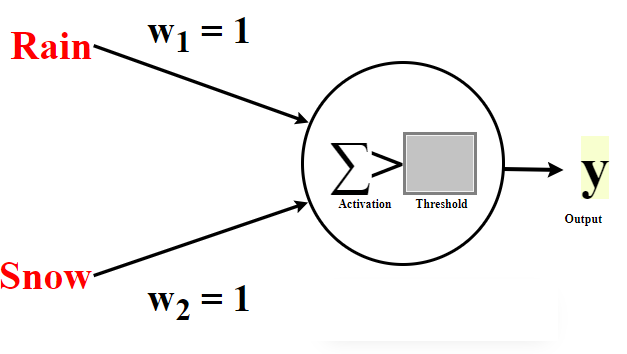 Rain
w₁ = 1
∑ >
Activation
Threshold
y
Output
Snow
w₂ = 1